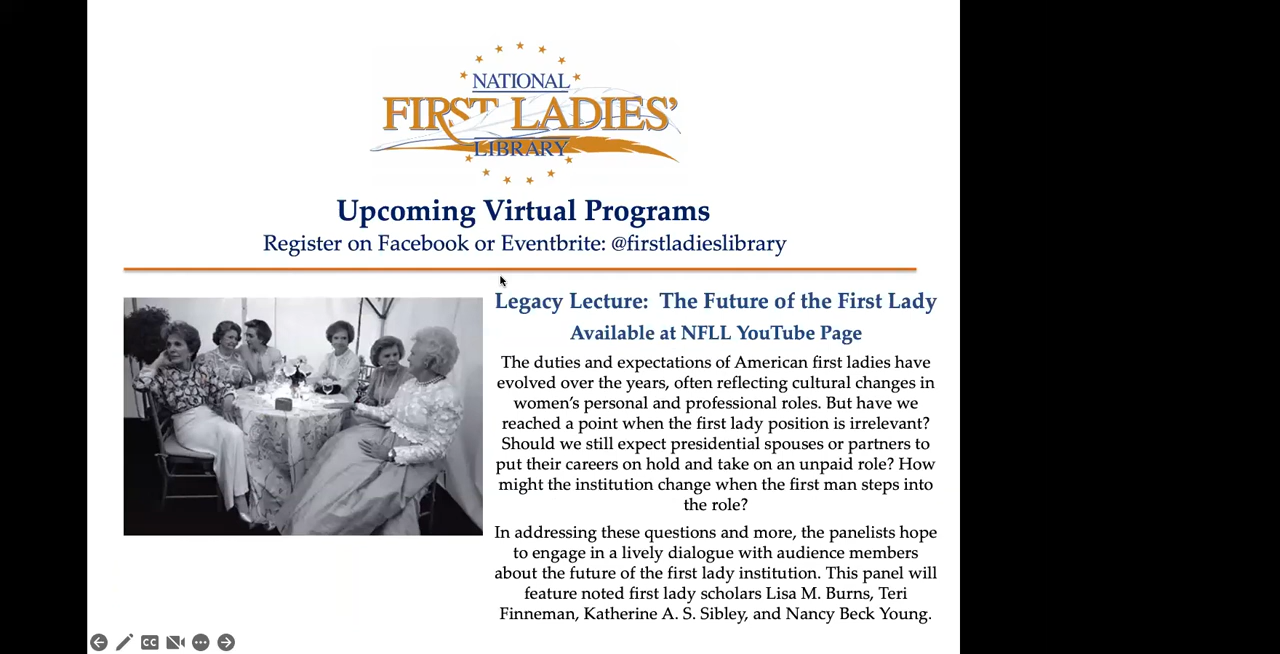 NATIONAL
FIRST LADIES'
LIBRARY
Upcoming Virtual Programs
Register on Facebook or Eventbrite: @firstladieslibrary
Legacy Lecture:  The Future of the First Lady
Available at NFLL YouTube Page
The duties and expectations of American first ladies have
evolved over the years, often reflecting cultural changes in
women's personal and professional roles. But have we
reached a point when the first lady position is irrelevant?
Should we still expect presidential spouses or partners to
put their careers on hold and take on an unpaid role? How
might the institution change when the first man steps into
the role?
In addressing these questions and more, the panelists hope
to engage in a lively dialogue with audience members
about the future of the first lady institution. This panel will
feature noted first lady scholars Lisa M. Burns, Teri
Finneman, Katherine A. S. Sibley, and Nancy Beck Young.
CC